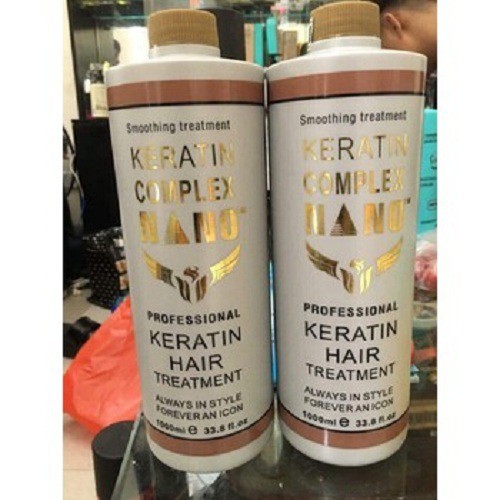 Smoothing treatment
KERATIN
COMPLEX
NANO™
PROFESSIONAL
KERATIN
HAIR
TREATMENT
ALWAYS IN STYLE
FOREVER AN ICON
1000ml e 33.8 fl.oz
Smoothing treatment
KERATIN
COMPLEX
NANO™
PROFESSIONAL
KERATIN
HAIR
TREATMENT
ALWAYS IN STYLE
FOREVER AN ICON
1000ml e 33.8 fl.oz